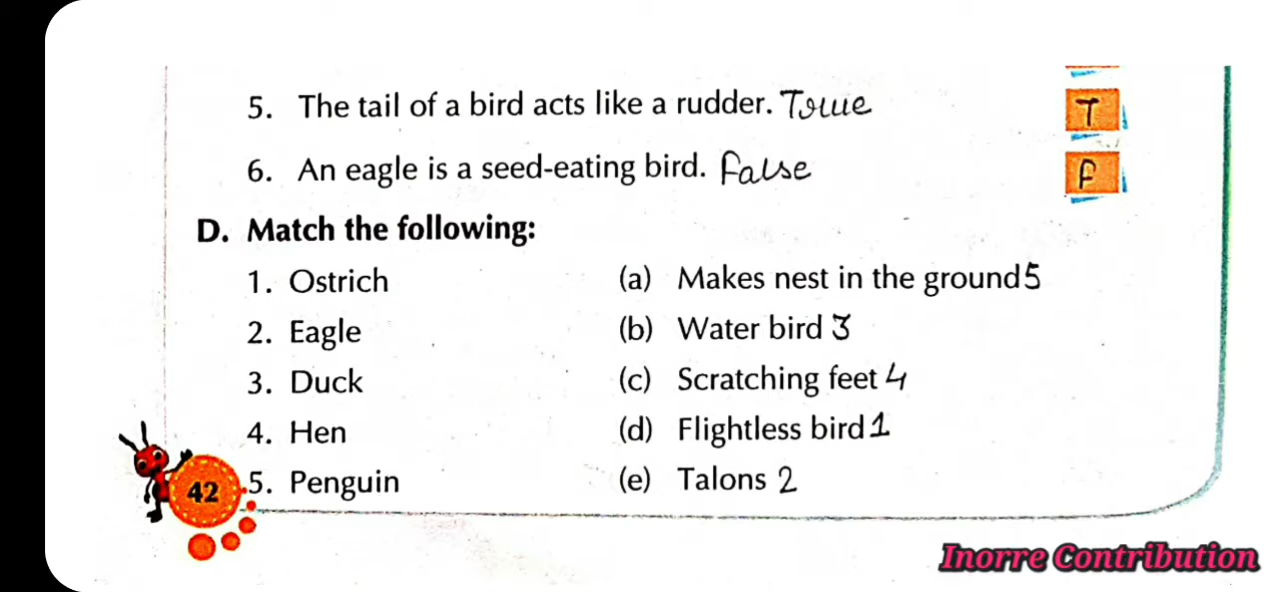 5. The tail of a bird acts like a rudder. True T
6. An eagle is a seed-eating bird. false F
D. Match the following:
1. Ostrich (a) Makes nest in the ground 5
2. Eagle (b) Water bird 3
3. Duck (c) Scratching feet 4
4. Hen (d) Flightless bird 1
5. Penguin (e) Talons 2
42
Inorre Contribution